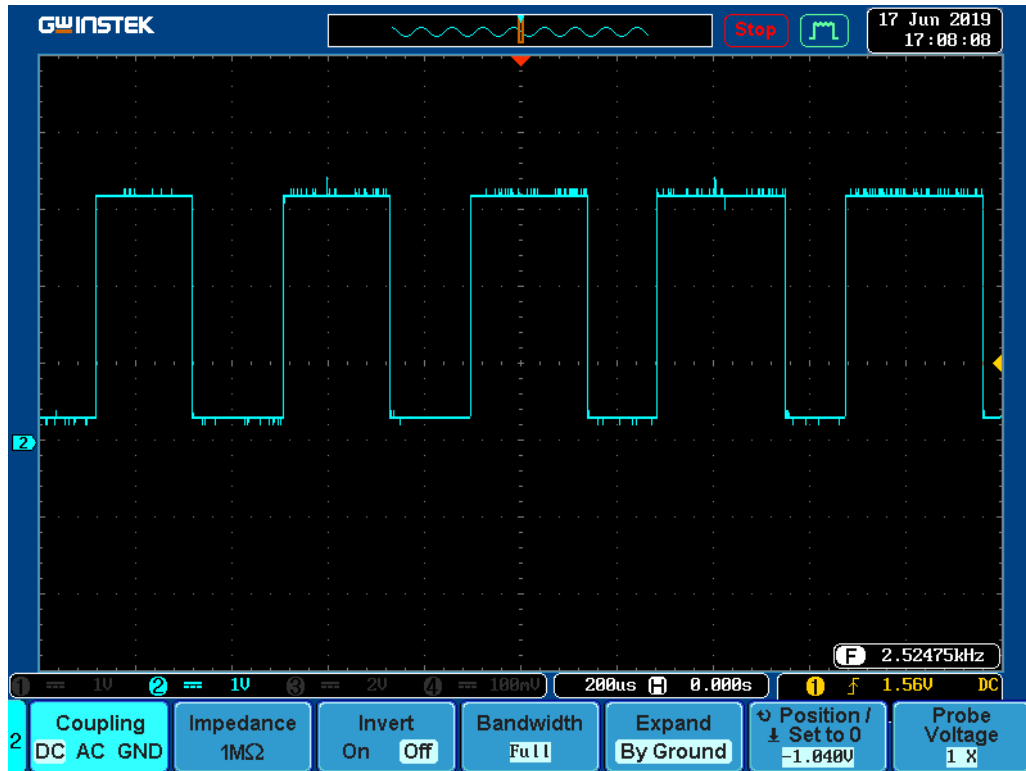 GWINSTEK
Stop
17 Jun 2019
17:08:08
2
F 2.52475kHz
1 1V 2 1V 3 2V 4 100mV 200us H 0.000s 1 1.56V DC
2
Coupling
DC AC GND
Impedance
1MΩ
Invert
On Off
Bandwidth
Full
Expand
By Ground
Position /
Set to 0
-1.040V
Probe
Voltage
1 X